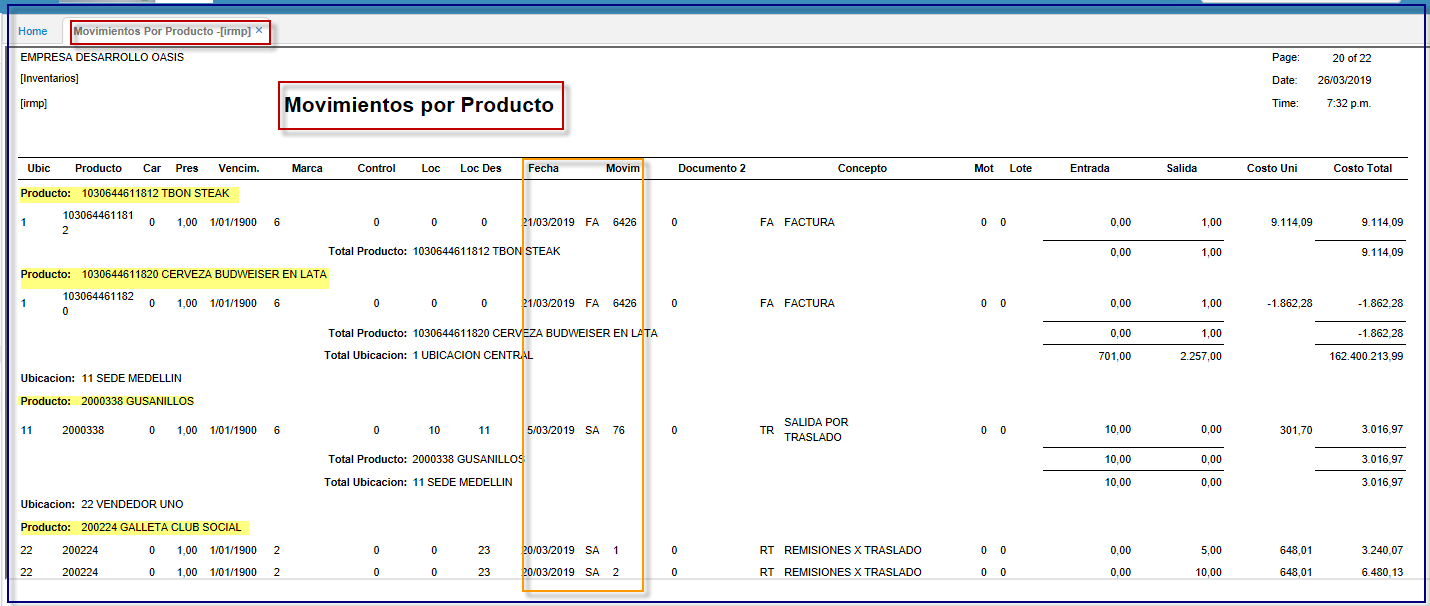 Home Movimientos Por Producto -[irmp] ×
EMPRESA DESARROLLO OASIS Page: 20 of 22
[Inventarios] Date: 26/03/2019
[irmp] Movimientos por Producto Time: 7:32 p.m.
Ubic Producto Car Pres Vencim. Marca Control Loc Loc Des Fecha Movim Documento 2 Concepto Mot Lote Entrada Salida Costo Uni Costo Total
Producto: 1030644611812 TBON STEAK
1 103064461181 0 1,00 1/01/1900 6 0 0 0 21/03/2019 FA 6426 0 FA FACTURA 0 0 0,00 1,00 9.114,09 9.114,09
2
Total Producto: 1030644611812 TBON STEAK 0,00 1,00 9.114,09
Producto: 1030644611820 CERVEZA BUDWEISER EN LATA
1 103064461182 0 1,00 1/01/1900 6 0 0 0 21/03/2019 FA 6426 0 FA FACTURA 0 0 0,00 1,00 -1.862,28 -1.862,28
0
Total Producto: 1030644611820 CERVEZA BUDWEISER EN LATA 0,00 1,00 -1.862,28
Total Ubicacion: 1 UBICACION CENTRAL 701,00 2.257,00 162.400.213,99
Ubicacion: 11 SEDE MEDELLIN
Producto: 2000338 GUSANILLOS
11 2000338 0 1,00 1/01/1900 6 0 10 11 5/03/2019 SA 76 0 TR SALIDA POR 0 0 10,00 0,00 301,70 3.016,97
TRASLADO
Total Producto: 2000338 GUSANILLOS 10,00 0,00 3.016,97
Total Ubicacion: 11 SEDE MEDELLIN 10,00 0,00 3.016,97
Ubicacion: 22 VENDEDOR UNO
Producto: 200224 GALLETA CLUB SOCIAL
22 200224 0 1,00 1/01/1900 2 0 0 23 20/03/2019 SA 1 0 RT REMISIONES X TRASLADO 0 0 0,00 5,00 648,01 3.240,07
22 200224 0 1,00 1/01/1900 2 0 0 23 20/03/2019 SA 2 0 RT REMISIONES X TRASLADO 0 0 0,00 10,00 648,01 6.480,13